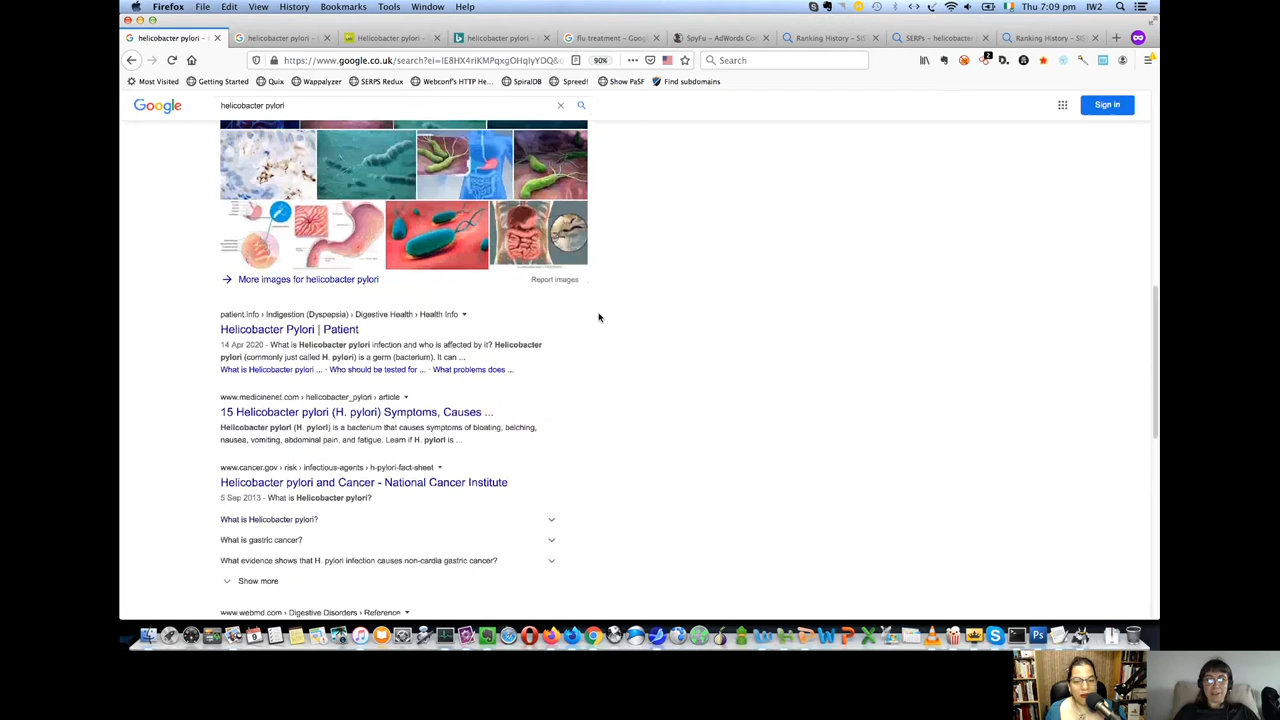 Firefox File Edit View History Bookmarks Tools Window Help Thu 7:09 pm IW2
helicobacter pylori - helicobacter pylori - Helicobacter pylori - helicobacter pylori - flu treatment - Goog SpyFu - AdWords Co Ranking History - SIS SERPs - helicobacter Ranking History - SIS
90% Search
Most Visited Getting Started Quix Wappalyzer SERPS Redux Webconf's HTTP He... SpiralDB Spreed! Show PaSF Find subdomains
Google helicobacter pylori Sign in
More images for helicobacter pylori Report images
patient.info › Indigestion (Dyspepsia) › Digestive Health › Health Info
Helicobacter Pylori | Patient
14 Apr 2020 - What is Helicobacter pylori infection and who is affected by it? Helicobacter
pylori (commonly just called H. pylori) is a germ (bacterium). It can ...
What is Helicobacter pylori ... · Who should be tested for ... · What problems does ...
www.medicinenet.com › helicobacter_pylori › article
15 Helicobacter pylori (H. pylori) Symptoms, Causes ...
Helicobacter pylori (H. pylori) is a bacterium that causes symptoms of bloating, belching,
nausea, vomiting, abdominal pain, and fatigue. Learn if H. pylori is ...
www.cancer.gov › risk › infectious-agents › h-pylori-fact-sheet
Helicobacter pylori and Cancer - National Cancer Institute
5 Sep 2013 - What is Helicobacter pylori?
What is Helicobacter pylori?
What is gastric cancer?
What evidence shows that H. pylori infection causes non-cardia gastric cancer?
Show more
www.webmd.com › Digestive Disorders › Reference